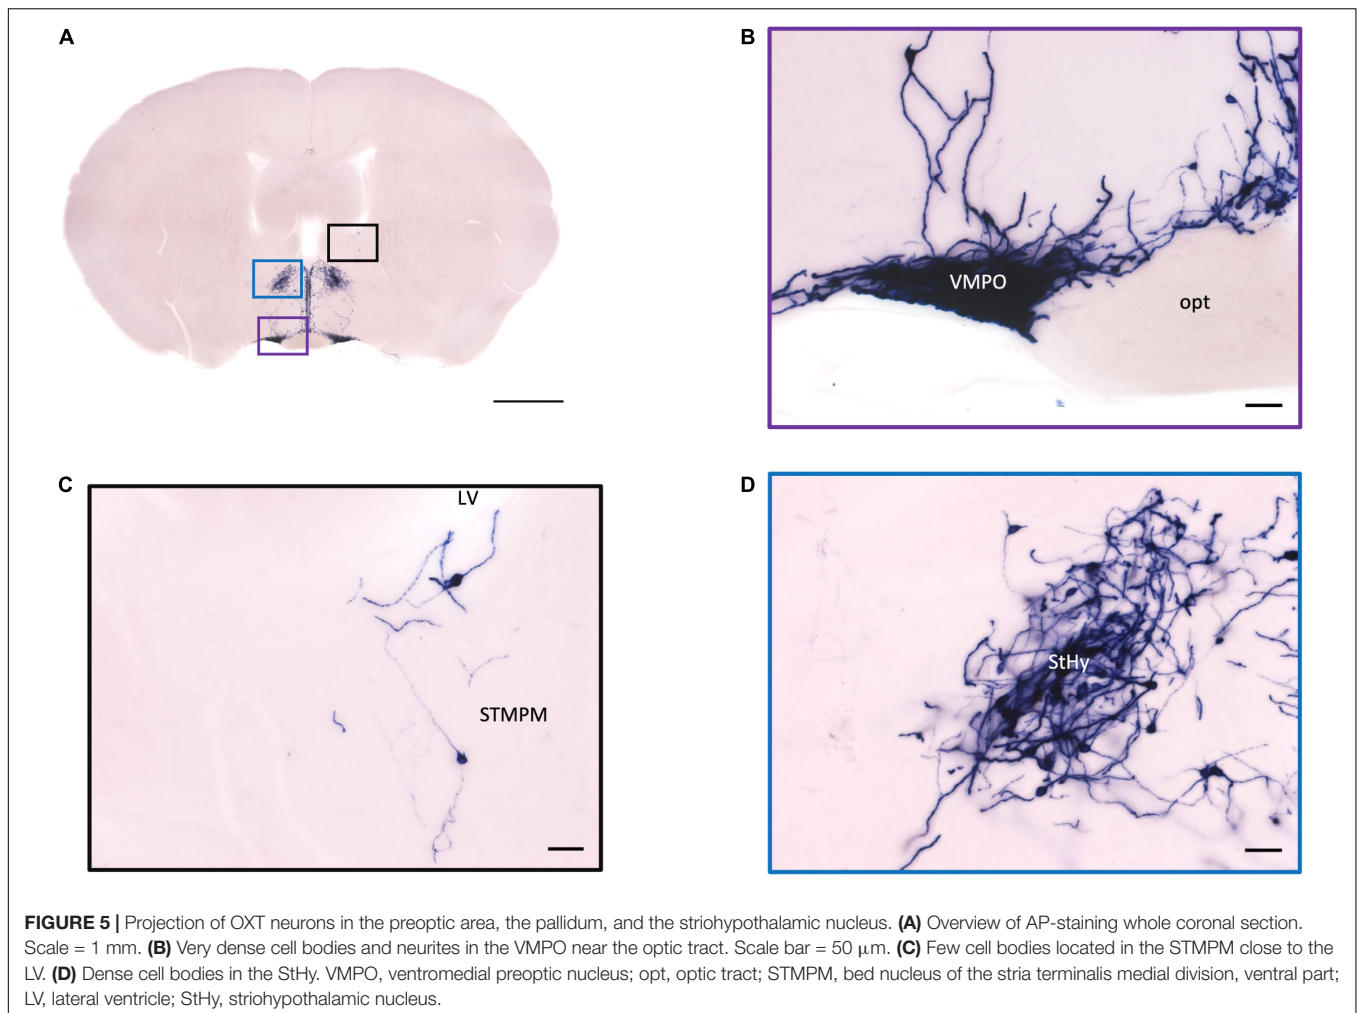 A
B
VMPO
opt
C
LV
STMPM
D
StHy
FIGURE 5 | Projection of OXT neurons in the preoptic area, the pallidum, and the striohypothalamic nucleus. (A) Overview of AP-staining whole coronal section.
Scale = 1 mm. (B) Very dense cell bodies and neurites in the VMPO near the optic tract. Scale bar = 50 μm. (C) Few cell bodies located in the STMPM close to the
LV. (D) Dense cell bodies in the StHy. VMPO, ventromedial preoptic nucleus; opt, optic tract; STMPM, bed nucleus of the stria terminalis medial division, ventral part;
LV, lateral ventricle; StHy, striohypothalamic nucleus.